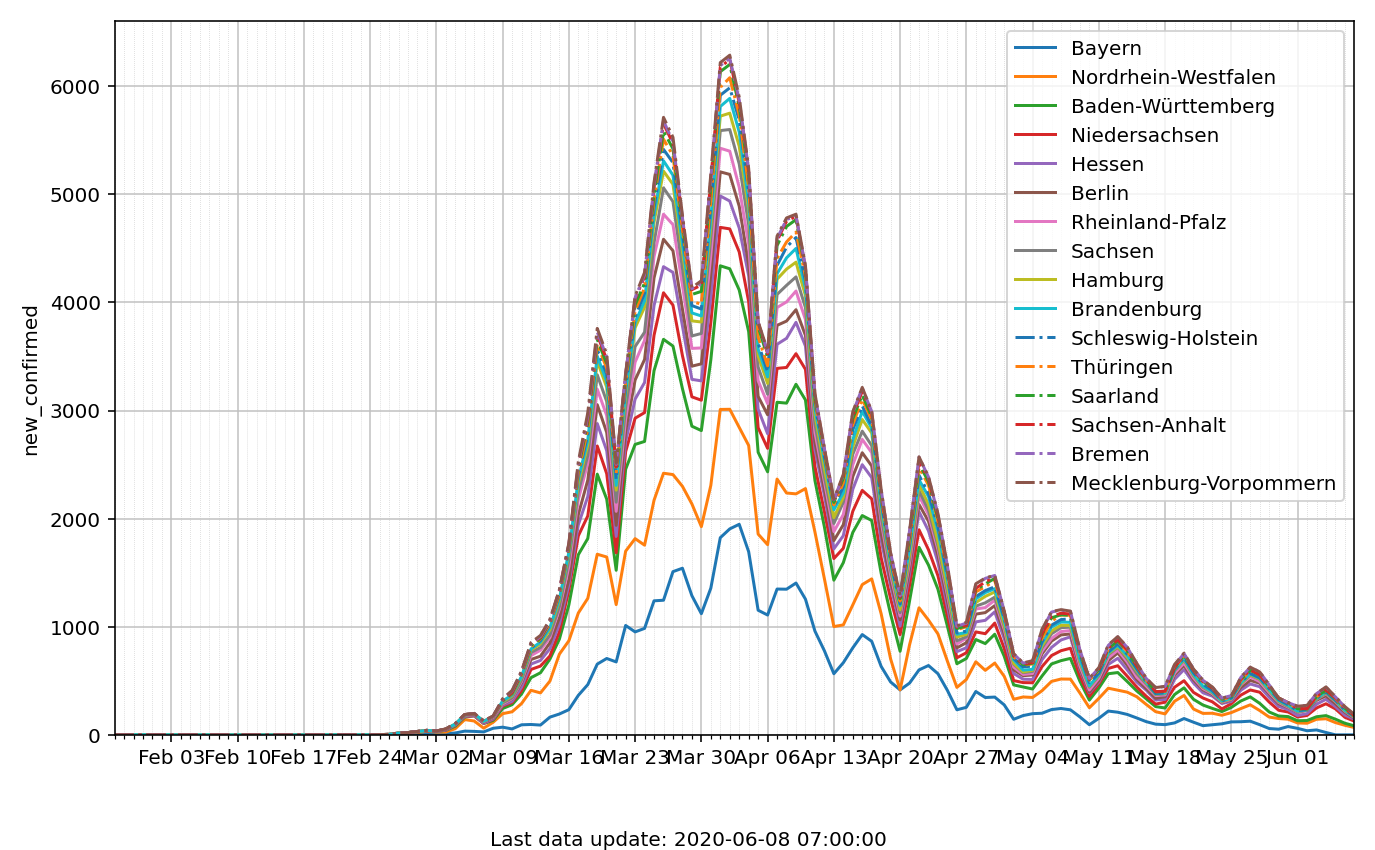 6000
5000
4000
3000
2000
1000
0
new_confirmed
Bayern
Nordrhein-Westfalen
Baden-Württemberg
Niedersachsen
Hessen
Berlin
Rheinland-Pfalz
Sachsen
Hamburg
Brandenburg
Schleswig-Holstein
Thüringen
Saarland
Sachsen-Anhalt
Bremen
Mecklenburg-Vorpommern
Feb 03 Feb 10 Feb 17 Feb 24 Mar 02 Mar 09 Mar 16 Mar 23 Mar 30 Apr 06 Apr 13 Apr 20 Apr 27 May 04 May 11 May 18 May 25 Jun 01
Last data update: 2020-06-08 07:00:00